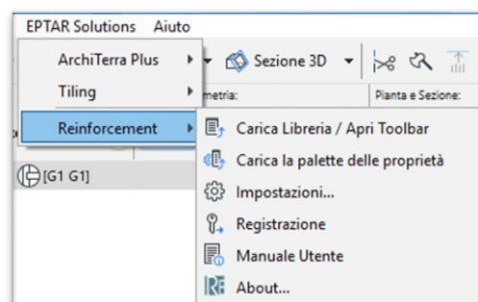 EPTAR Solutions Aiuto
ArchiTerra Plus
Sezione 3D
Tiling
metria:
Pianta e Sezione:
Reinforcement
Carica Libreria / Apri Toolbar
Carica la palette delle proprietà
[G1 G1]
Impostazioni...
Registrazione
Manuale Utente
About...